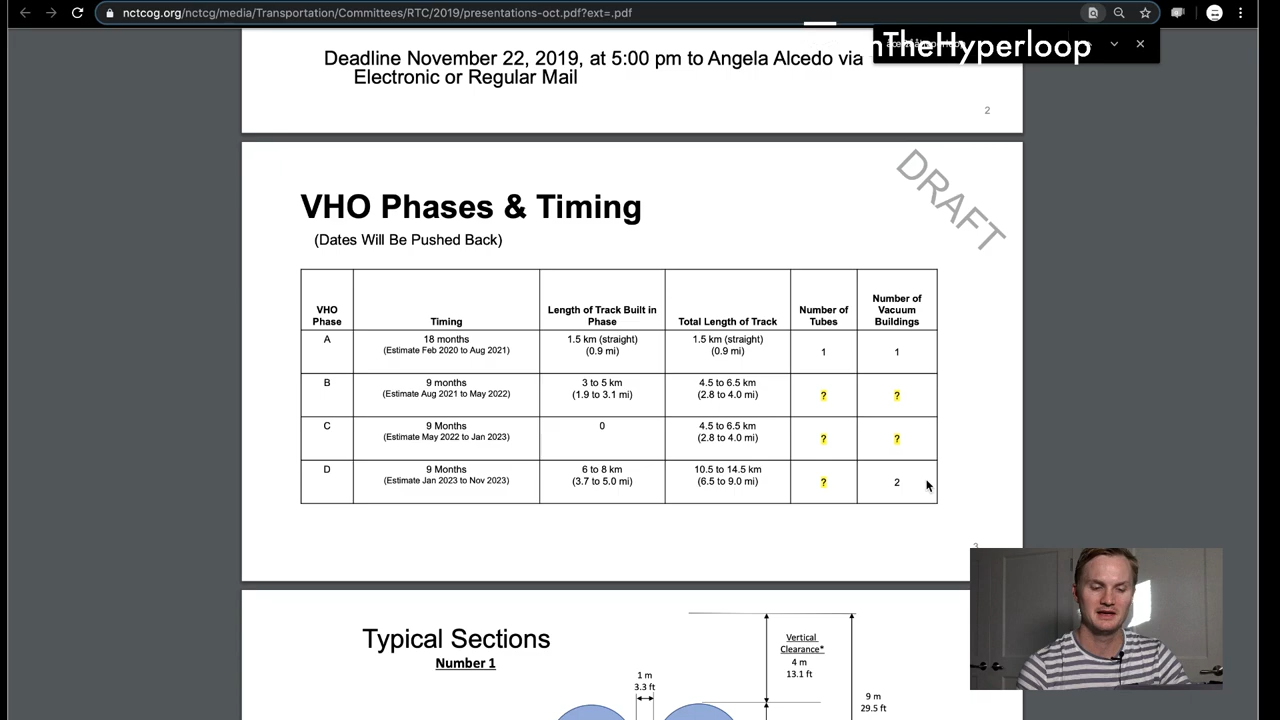 nctcog.org/nctcg/media/Transportation/Committees/RTC/2019/presentations-oct.pdf?ext=.pdf
nTheHyperloop
Deadline November 22, 2019, at 5:00 pm to Angela Alcedo via
Electronic or Regular Mail
2
DRAFT
VHO Phases & Timing
(Dates Will Be Pushed Back)
VHO Phase Timing Length of Track Built in Phase Total Length of Track Number of Tubes Number of Vacuum Buildings
A 18 months 1.5 km (straight) 1.5 km (straight) 1 1
(Estimate Feb 2020 to Aug 2021) (0.9 mi) (0.9 mi)
B 9 months 3 to 5 km 4.5 to 6.5 km ? ?
(Estimate Aug 2021 to May 2022) (1.9 to 3.1 mi) (2.8 to 4.0 mi)
C 9 Months 0 4.5 to 6.5 km ? ?
(Estimate May 2022 to Jan 2023) (2.8 to 4.0 mi)
D 9 Months 6 to 8 km 10.5 to 14.5 km ? 2
(Estimate Jan 2023 to Nov 2023) (3.7 to 5.0 mi) (6.5 to 9.0 mi)
3
Typical Sections
Number 1
Vertical
Clearance*
4 m
13.1 ft
1 m
3.3 ft
9 m
29.5 ft